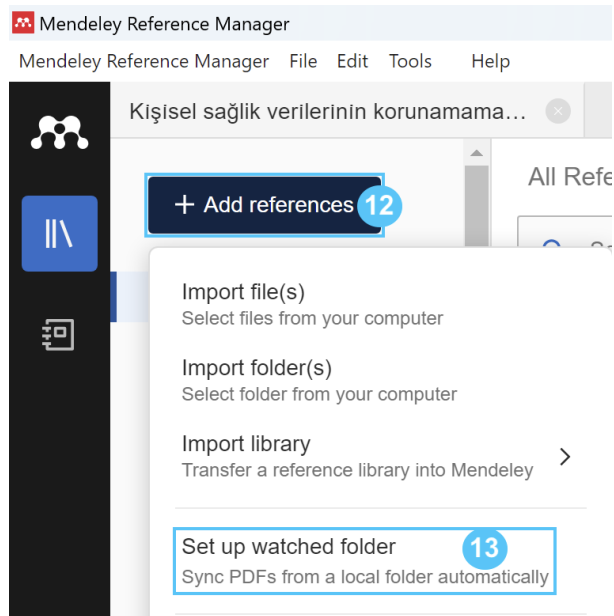 Mendeley Reference Manager
Mendeley Reference Manager File Edit Tools Help
Kişisel sağlik verilerinin korunamama...
All Refe
+ Add references 12
Import file(s)
Select files from your computer
Import folder(s)
Select folder from your computer
Import library
Transfer a reference library into Mendeley
Set up watched folder 13
Sync PDFs from a local folder automatically